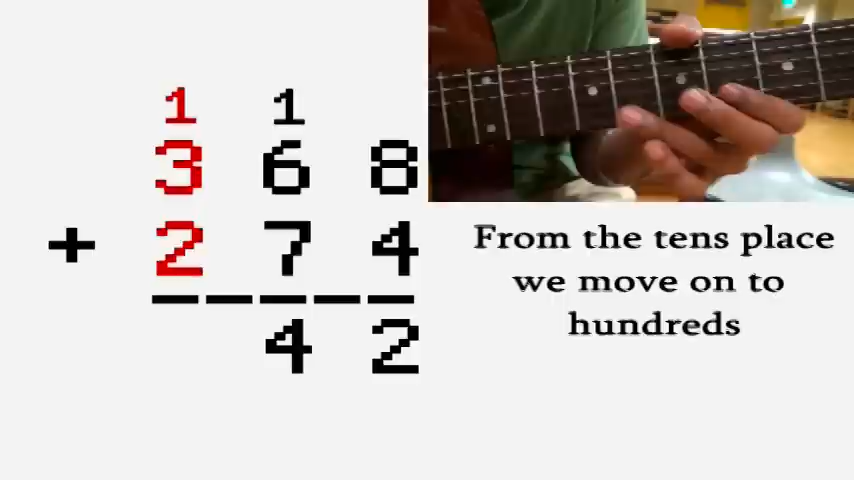 1 1
3 6 8
+ 2 7 4
4 2
From the tens place
we move on to
hundreds